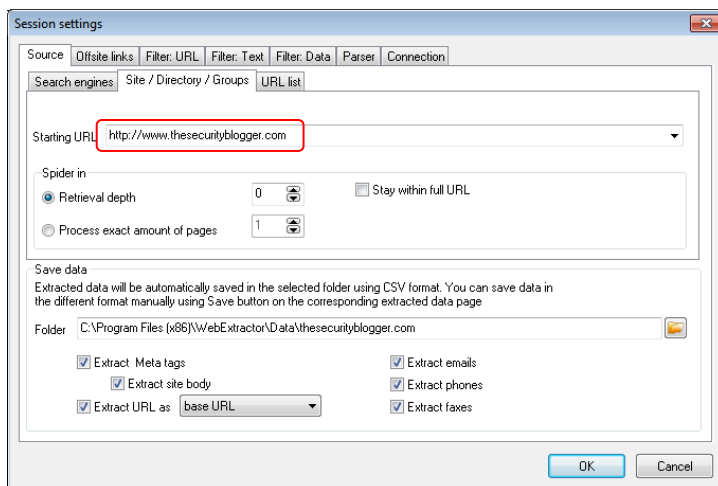 Session settings
Source Offsite links Filter: URL Filter: Text Filter: Data Parser Connection
Search engines Site / Directory / Groups URL list
Starting URL http://www.thesecurityblogger.com
Spider in
Retrieval depth 0 Stay within full URL
Process exact amount of pages 1
Save data
Extracted data will be automatically saved in the selected folder using CSV format. You can save data in
the different format manually using Save button on the corresponding extracted data page
Folder C:\Program Files (x86)\WebExtractor\Data\thesecurityblogger.com
Extract Meta tags Extract emails
Extract site body Extract phones
Extract URL as base URL Extract faxes
OK Cancel